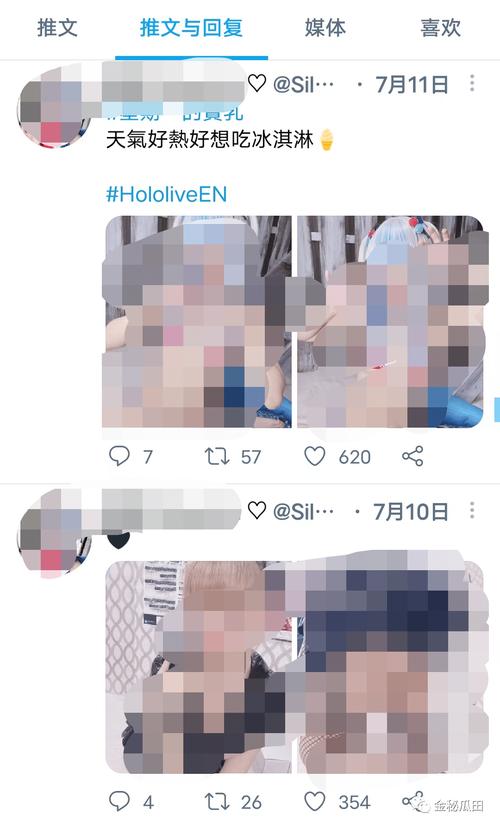 推文
推文与回复
媒体
喜欢
♡ @Sil… · 7月11日
天氣好熱好想吃冰淇淋🍦
#HololiveEN
7
57
620
♡ @Sil… · 7月10日
4
26
354
金秘瓜田